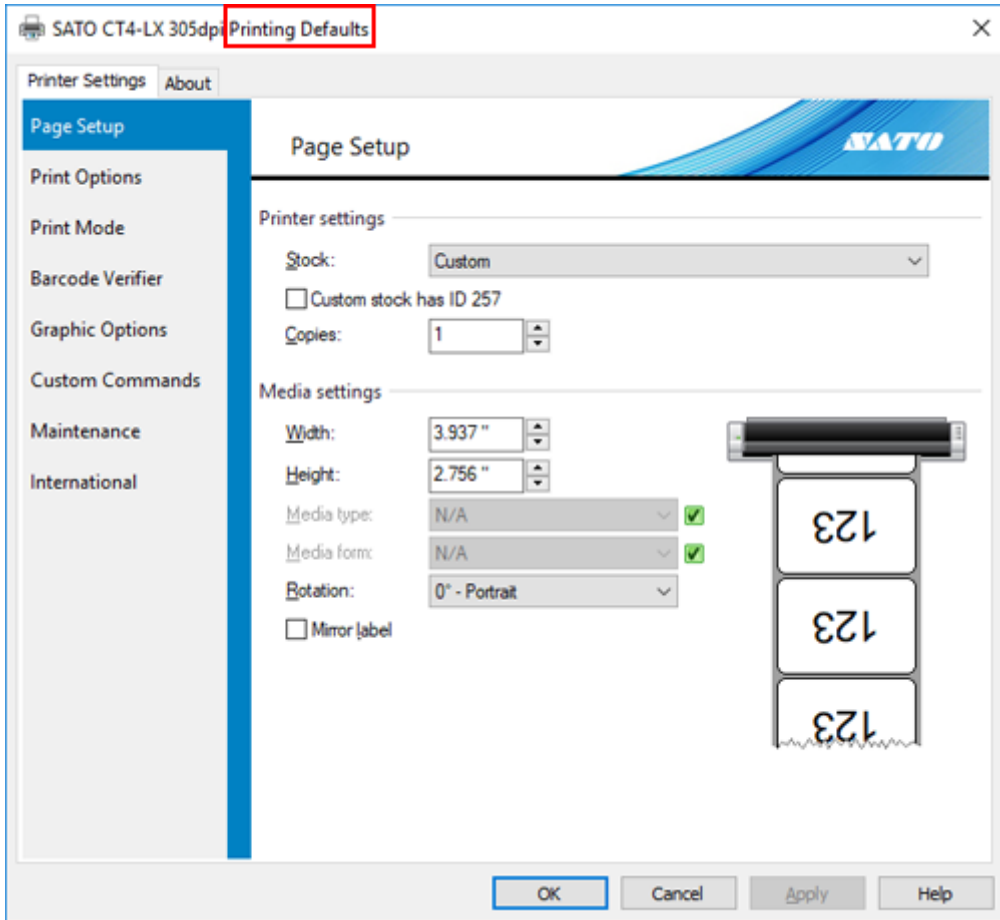 SATO CT4-LX 305dpi Printing Defaults
Printer Settings
About
Page Setup
Print Options
Print Mode
Barcode Verifier
Graphic Options
Custom Commands
Maintenance
International
Page Setup
SATO
Printer settings
Stock: Custom
Custom stock has ID 257
Copies: 1
Media settings
Width: 3.937 "
Height: 2.756 "
Media type: N/A
Media form: N/A
Rotation: 0° - Portrait
Mirror label
123
123
123
OK
Cancel
Apply
Help